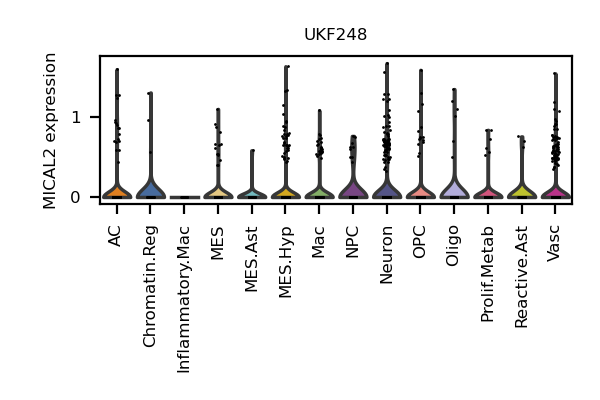 UKF248
MICAL2 expression
1
0
AC
Chromatin.Reg
Inflammatory.Mac
MES
MES.Ast
MES.Hyp
Mac
NPC
Neuron
OPC
Oligo
Prolif.Metab
Reactive.Ast
Vasc